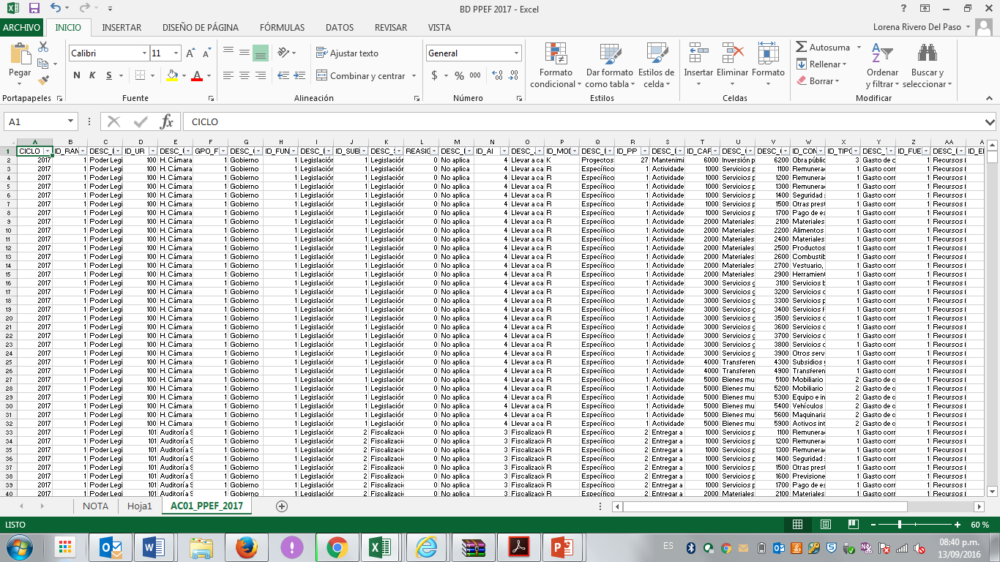 BD PPEF 2017 - Excel
ARCHIVO INICIO INSERTAR DISEÑO DE PÁGINA FÓRMULAS DATOS REVISAR VISTA Lorena Rivero Del Paso
Pegar Calibri 11 Ajustar texto General Formato condicional Dar formato como tabla Estilos de celda Insertar Eliminar Formato Autosuma Rellenar Borrar Ordenar y filtrar Buscar y seleccionar
N K S Combinar y centrar $ % 000
Portapapeles Fuente Alineación Número Estilos Celdas Modificar
A1 fx CICLO
A B C D E F G H I J K L M N O P Q R S T U V W X Y Z AA A
1 CICLO ID_RAN DESC_I ID_UR DESC_U GPO_F DESC_ ID_FUN DESC_I ID_SUB DESC_S REASIG DESC_I ID_AI DESC_A ID_MOD DESC_I ID_PP DESC_I ID_CAP DESC_ DESC_ ID_CON ID_TIPO DESC_T ID_FUE DESC_I ID_E
2 2017 1 Poder Legi 100 H. Cámara 1 Gobierno 1 Legislación 1 Legislación 0 No aplica 4 Llevar a ca K Proyectos 27 Mantenimi 6000 Inversión p 6200 Obra públic 3 Gasto de c 1 Recursos
3 2017 1 Poder Legi 100 H. Cámara 1 Gobierno 1 Legislación 1 Legislación 0 No aplica 4 Llevar a ca R Específico 1 Actividade 1000 Servicios p 1100 Remunerac 1 Gasto corr 1 Recursos
4 2017 1 Poder Legi 100 H. Cámara 1 Gobierno 1 Legislación 1 Legislación 0 No aplica 4 Llevar a ca R Específico 1 Actividade 1000 Servicios p 1200 Remunerac 1 Gasto corr 1 Recursos
5 2017 1 Poder Legi 100 H. Cámara 1 Gobierno 1 Legislación 1 Legislación 0 No aplica 4 Llevar a ca R Específico 1 Actividade 1000 Servicios p 1300 Remunerac 1 Gasto corr 1 Recursos
6 2017 1 Poder Legi 100 H. Cámara 1 Gobierno 1 Legislación 1 Legislación 0 No aplica 4 Llevar a ca R Específico 1 Actividade 1000 Servicios p 1400 Seguridad 1 Gasto corr 1 Recursos
7 2017 1 Poder Legi 100 H. Cámara 1 Gobierno 1 Legislación 1 Legislación 0 No aplica 4 Llevar a ca R Específico 1 Actividade 1000 Servicios p 1500 Otras prest 1 Gasto corr 1 Recursos
8 2017 1 Poder Legi 100 H. Cámara 1 Gobierno 1 Legislación 1 Legislación 0 No aplica 4 Llevar a ca R Específico 1 Actividade 1000 Servicios p 1700 Pago de es 1 Gasto corr 1 Recursos
9 2017 1 Poder Legi 100 H. Cámara 1 Gobierno 1 Legislación 1 Legislación 0 No aplica 4 Llevar a ca R Específico 1 Actividade 2000 Materiales 2100 Materiales 1 Gasto corr 1 Recursos
10 2017 1 Poder Legi 100 H. Cámara 1 Gobierno 1 Legislación 1 Legislación 0 No aplica 4 Llevar a ca R Específico 1 Actividade 2000 Materiales 2200 Alimentos 1 Gasto corr 1 Recursos
11 2017 1 Poder Legi 100 H. Cámara 1 Gobierno 1 Legislación 1 Legislación 0 No aplica 4 Llevar a ca R Específico 1 Actividade 2000 Materiales 2400 Materiales 1 Gasto corr 1 Recursos
12 2017 1 Poder Legi 100 H. Cámara 1 Gobierno 1 Legislación 1 Legislación 0 No aplica 4 Llevar a ca R Específico 1 Actividade 2000 Materiales 2500 Productos 1 Gasto corr 1 Recursos
13 2017 1 Poder Legi 100 H. Cámara 1 Gobierno 1 Legislación 1 Legislación 0 No aplica 4 Llevar a ca R Específico 1 Actividade 2000 Materiales 2600 Combustib 1 Gasto corr 1 Recursos
14 2017 1 Poder Legi 100 H. Cámara 1 Gobierno 1 Legislación 1 Legislación 0 No aplica 4 Llevar a ca R Específico 1 Actividade 2000 Materiales 2700 Vestuario, 1 Gasto corr 1 Recursos
15 2017 1 Poder Legi 100 H. Cámara 1 Gobierno 1 Legislación 1 Legislación 0 No aplica 4 Llevar a ca R Específico 1 Actividade 2000 Materiales 2900 Herramient 1 Gasto corr 1 Recursos
16 2017 1 Poder Legi 100 H. Cámara 1 Gobierno 1 Legislación 1 Legislación 0 No aplica 4 Llevar a ca R Específico 1 Actividade 3000 Servicios g 3100 Servicios b 1 Gasto corr 1 Recursos
17 2017 1 Poder Legi 100 H. Cámara 1 Gobierno 1 Legislación 1 Legislación 0 No aplica 4 Llevar a ca R Específico 1 Actividade 3000 Servicios g 3200 Servicios 1 Gasto corr 1 Recursos
18 2017 1 Poder Legi 100 H. Cámara 1 Gobierno 1 Legislación 1 Legislación 0 No aplica 4 Llevar a ca R Específico 1 Actividade 3000 Servicios g 3300 Servicios p 1 Gasto corr 1 Recursos
19 2017 1 Poder Legi 100 H. Cámara 1 Gobierno 1 Legislación 1 Legislación 0 No aplica 4 Llevar a ca R Específico 1 Actividade 3000 Servicios g 3400 Servicios f 1 Gasto corr 1 Recursos
20 2017 1 Poder Legi 100 H. Cámara 1 Gobierno 1 Legislación 1 Legislación 0 No aplica 4 Llevar a ca R Específico 1 Actividade 3000 Servicios g 3500 Servicios 1 Gasto corr 1 Recursos
21 2017 1 Poder Legi 100 H. Cámara 1 Gobierno 1 Legislación 1 Legislación 0 No aplica 4 Llevar a ca R Específico 1 Actividade 3000 Servicios g 3600 Servicios 1 Gasto corr 1 Recursos
22 2017 1 Poder Legi 100 H. Cámara 1 Gobierno 1 Legislación 1 Legislación 0 No aplica 4 Llevar a ca R Específico 1 Actividade 3000 Servicios g 3700 Servicios 1 Gasto corr 1 Recursos
23 2017 1 Poder Legi 100 H. Cámara 1 Gobierno 1 Legislación 1 Legislación 0 No aplica 4 Llevar a ca R Específico 1 Actividade 3000 Servicios g 3800 Servicios 1 Gasto corr 1 Recursos
24 2017 1 Poder Legi 100 H. Cámara 1 Gobierno 1 Legislación 1 Legislación 0 No aplica 4 Llevar a ca R Específico 1 Actividade 3000 Servicios g 3900 Otros serv 1 Gasto corr 1 Recursos
25 2017 1 Poder Legi 100 H. Cámara 1 Gobierno 1 Legislación 1 Legislación 0 No aplica 4 Llevar a ca R Específico 1 Actividade 4000 Transferen 4300 Subsidios 1 Gasto corr 1 Recursos
26 2017 1 Poder Legi 100 H. Cámara 1 Gobierno 1 Legislación 1 Legislación 0 No aplica 4 Llevar a ca R Específico 1 Actividade 4000 Transferen 4900 Transferen 1 Gasto corr 1 Recursos
27 2017 1 Poder Legi 100 H. Cámara 1 Gobierno 1 Legislación 1 Legislación 0 No aplica 4 Llevar a ca R Específico 1 Actividade 5000 Bienes mu 5100 Mobiliario 2 Gasto de c 1 Recursos
28 2017 1 Poder Legi 100 H. Cámara 1 Gobierno 1 Legislación 1 Legislación 0 No aplica 4 Llevar a ca R Específico 1 Actividade 5000 Bienes mu 5200 Mobiliario 2 Gasto de c 1 Recursos
29 2017 1 Poder Legi 100 H. Cámara 1 Gobierno 1 Legislación 1 Legislación 0 No aplica 4 Llevar a ca R Específico 1 Actividade 5000 Bienes mu 5300 Equipo e in 2 Gasto de c 1 Recursos
30 2017 1 Poder Legi 100 H. Cámara 1 Gobierno 1 Legislación 1 Legislación 0 No aplica 4 Llevar a ca R Específico 1 Actividade 5000 Bienes mu 5400 Vehículos 2 Gasto de c 1 Recursos
31 2017 1 Poder Legi 100 H. Cámara 1 Gobierno 1 Legislación 1 Legislación 0 No aplica 4 Llevar a ca R Específico 1 Actividade 5000 Bienes mu 5600 Maquinaria 2 Gasto de c 1 Recursos
32 2017 1 Poder Legi 100 H. Cámara 1 Gobierno 1 Legislación 1 Legislación 0 No aplica 4 Llevar a ca R Específico 1 Actividade 5000 Bienes mu 5900 Activos int 2 Gasto de c 1 Recursos
33 2017 1 Poder Legi 101 Auditoría S 1 Gobierno 1 Legislación 2 Fiscalizació 0 No aplica 3 Fiscalizació R Específico 2 Entregar a 1000 Servicios p 1100 Remunerac 1 Gasto corr 1 Recursos
34 2017 1 Poder Legi 101 Auditoría S 1 Gobierno 1 Legislación 2 Fiscalizació 0 No aplica 3 Fiscalizació R Específico 2 Entregar a 1000 Servicios p 1200 Remunerac 1 Gasto corr 1 Recursos
35 2017 1 Poder Legi 101 Auditoría S 1 Gobierno 1 Legislación 2 Fiscalizació 0 No aplica 3 Fiscalizació R Específico 2 Entregar a 1000 Servicios p 1300 Remunerac 1 Gasto corr 1 Recursos
36 2017 1 Poder Legi 101 Auditoría S 1 Gobierno 1 Legislación 2 Fiscalizació 0 No aplica 3 Fiscalizació R Específico 2 Entregar a 1000 Servicios p 1400 Seguridad 1 Gasto corr 1 Recursos
37 2017 1 Poder Legi 101 Auditoría S 1 Gobierno 1 Legislación 2 Fiscalizació 0 No aplica 3 Fiscalizació R Específico 2 Entregar a 1000 Servicios p 1500 Otras prest 1 Gasto corr 1 Recursos
38 2017 1 Poder Legi 101 Auditoría S 1 Gobierno 1 Legislación 2 Fiscalizació 0 No aplica 3 Fiscalizació R Específico 2 Entregar a 1000 Servicios p 1600 Previsione 1 Gasto corr 1 Recursos
39 2017 1 Poder Legi 101 Auditoría S 1 Gobierno 1 Legislación 2 Fiscalizació 0 No aplica 3 Fiscalizació R Específico 2 Entregar a 1000 Servicios p 1700 Pago de es 1 Gasto corr 1 Recursos
40 2017 1 Poder Legi 101 Auditoría S 1 Gobierno 1 Legislación 2 Fiscalizació 0 No aplica 3 Fiscalizació R Específico 2 Entregar a 2000 Materiales 2100 Materiales 1 Gasto corr 1 Recursos
NOTA Hoja1 AC01_PPEF_2017
LISTO 60 %
ES 08:40 p.m.
13/09/2016